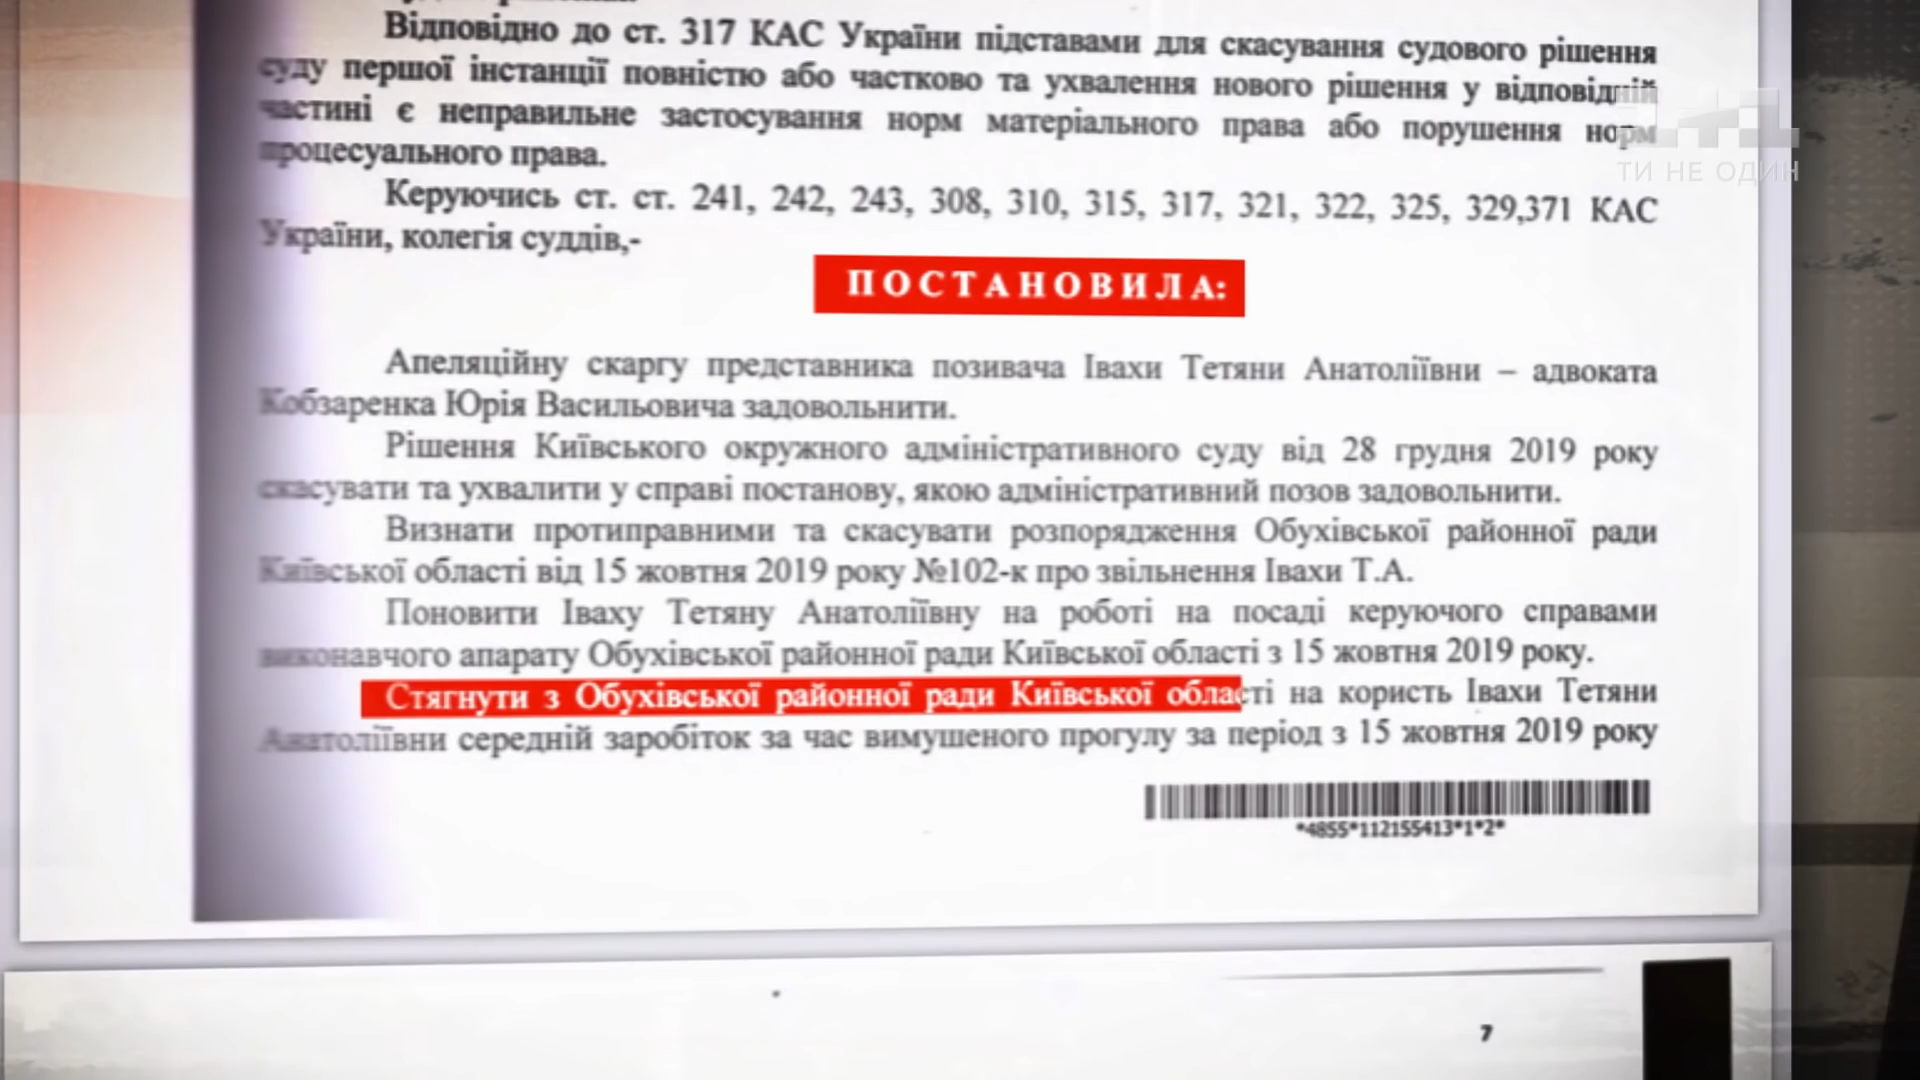 Відповідно до ст. 317 КАС України підставами для скасування судового рішення
суду першої інстанції повністю або частково та ухвалення нового рішення у відповідній
частині є неправильне застосування норм матеріального права або порушення норм
процесуального права.
ТИ НЕ ОДИН
Керуючись ст. ст. 241, 242, 243, 308, 310, 315, 317, 321, 322, 325, 329,371 КАС
України, колегія суддів,-
ПОСТАНОВИЛА:
Апеляційну скаргу представника позивача Івахи Тетяни Анатоліївни – адвоката
Кобзаренка Юрія Васильовича задовольнити.
Рішення Київського окружного адміністративного суду від 28 грудня 2019 року
скасувати та ухвалити у справі постанову, якою адміністративний позов задовольнити.
Визнати протиправними та скасувати розпорядження Обухівської районної ради
Київської області від 15 жовтня 2019 року №102-к про звільнення Івахи Т.А.
Поновити Іваху Тетяну Анатоліївну на роботі на посаді керуючого справами
виконавчого апарату Обухівської районної ради Київської області з 15 жовтня 2019 року.
Стягнути з Обухівської районної ради Київської області на користь Івахи Тетяни
Анатоліївни середній заробіток за час вимушеного прогулу за період з 15 жовтня 2019 року
*4855*112155413*1*2*
7